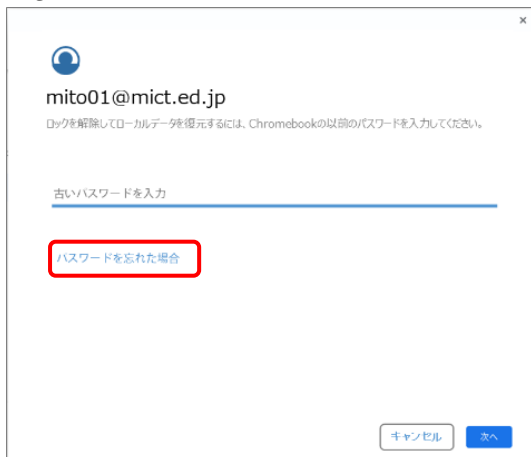 mito01@mict.ed.jp
ロックを解除してローカルデータを復元するには、Chromebookの以前のパスワードを入力してください。
古いパスワードを入力
パスワードを忘れた場合
キャンセル
次へ